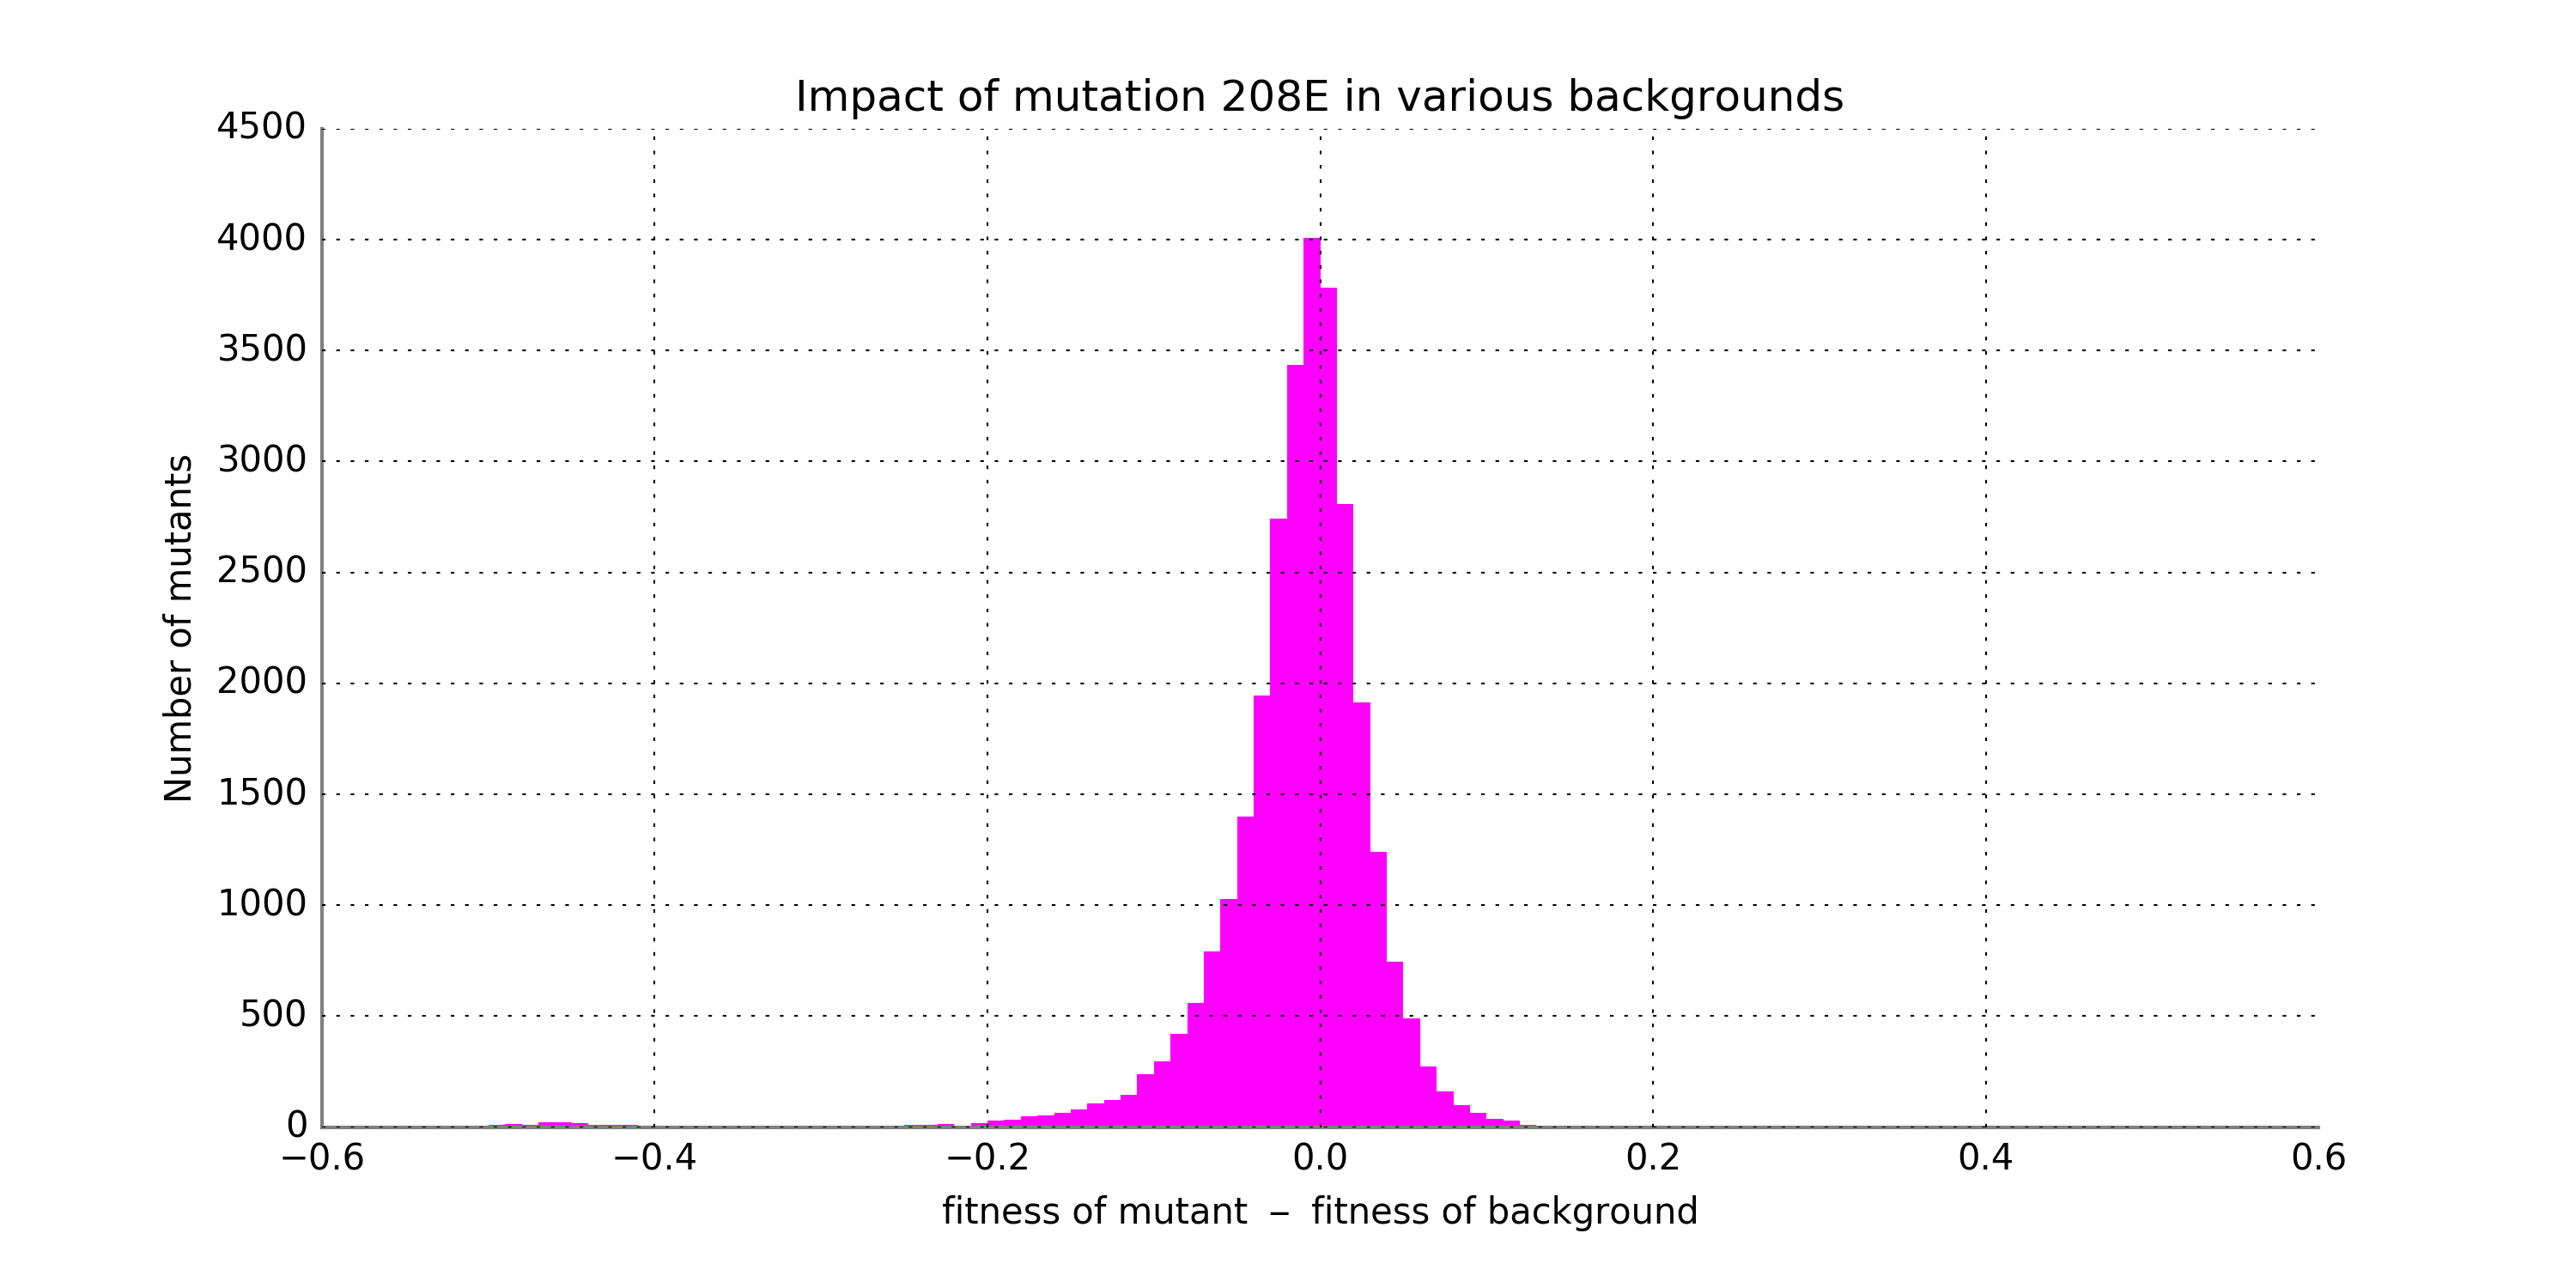 Impact of mutation 208E in various backgrounds
4500
4000
3500
3000
2500
2000
1500
1000
500
0
Number of mutants
−0.6 −0.4 −0.2 0.0 0.2 0.4 0.6
fitness of mutant − fitness of background